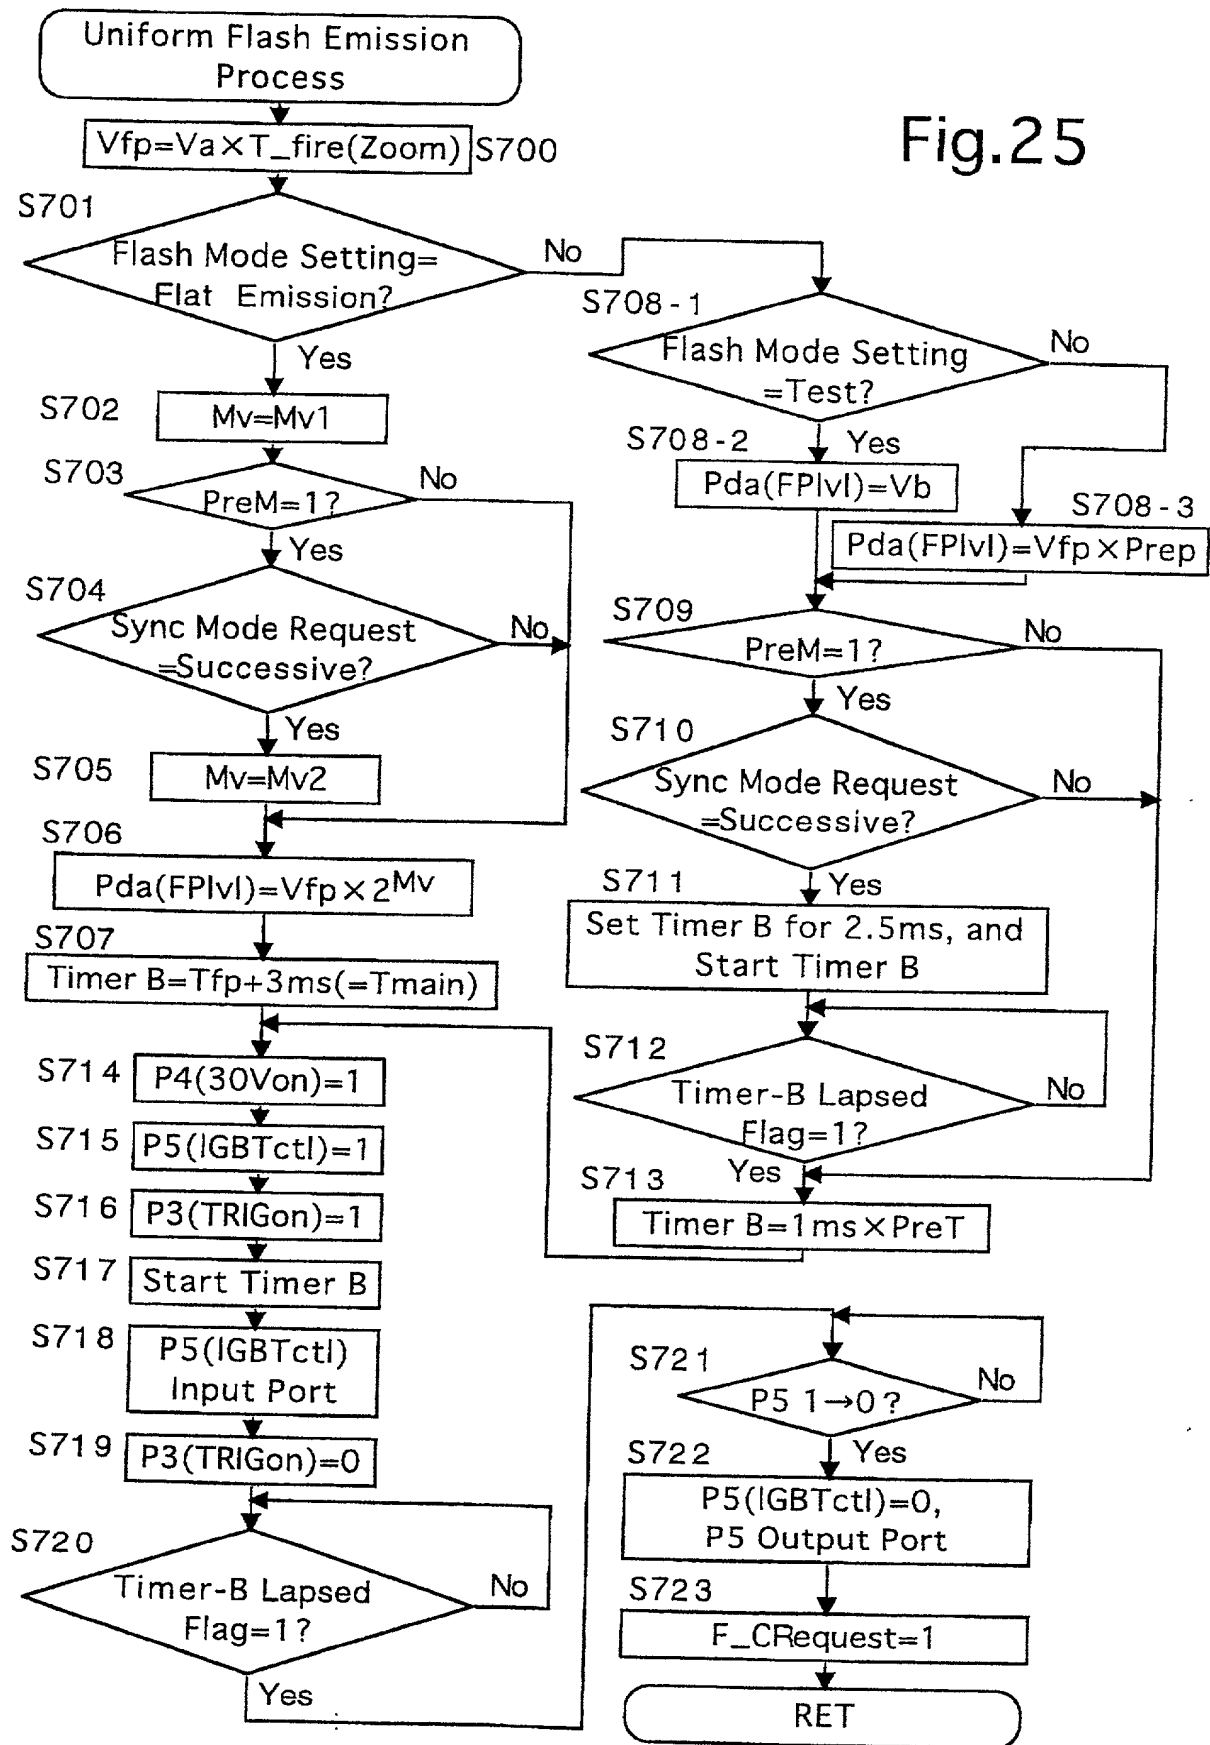 Uniform Flash Emission
Process
Fig.25
Vfp=Va×T_fire(Zoom)
S700
S701
Flash Mode Setting=
Flat Emission?
No
Yes
S702
Mv=Mv1
S703
PreM=1?
No
Yes
S704
Sync Mode Request
=Successive?
No
Yes
S705
Mv=Mv2
S706
Pda(FPlvl)=Vfp×2^Mv
S707
Timer B=Tfp+3ms(=Tmain)
S708-1
Flash Mode Setting
=Test?
No
Yes
S708-2
Pda(FPlvl)=Vb
S708-3
Pda(FPlvl)=Vfp×Prep
S709
PreM=1?
No
Yes
S710
Sync Mode Request
=Successive?
No
Yes
S711
Set Timer B for 2.5ms, and
Start Timer B
S712
Timer-B Lapsed
Flag=1?
No
Yes
S713
Timer B=1ms×PreT
S714
P4(30Von)=1
S715
P5(IGBTctl)=1
S716
P3(TRIGon)=1
S717
Start Timer B
S718
P5(IGBTctl)
Input Port
S719
P3(TRIGon)=0
S720
Timer-B Lapsed
Flag=1?
No
Yes
S721
P5 1→0?
No
Yes
S722
P5(IGBTctl)=0,
P5 Output Port
S723
F_CRequest=1
RET